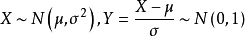 X ~ N(μ,σ²), Y = (X − μ)/σ ~ N(0,1)